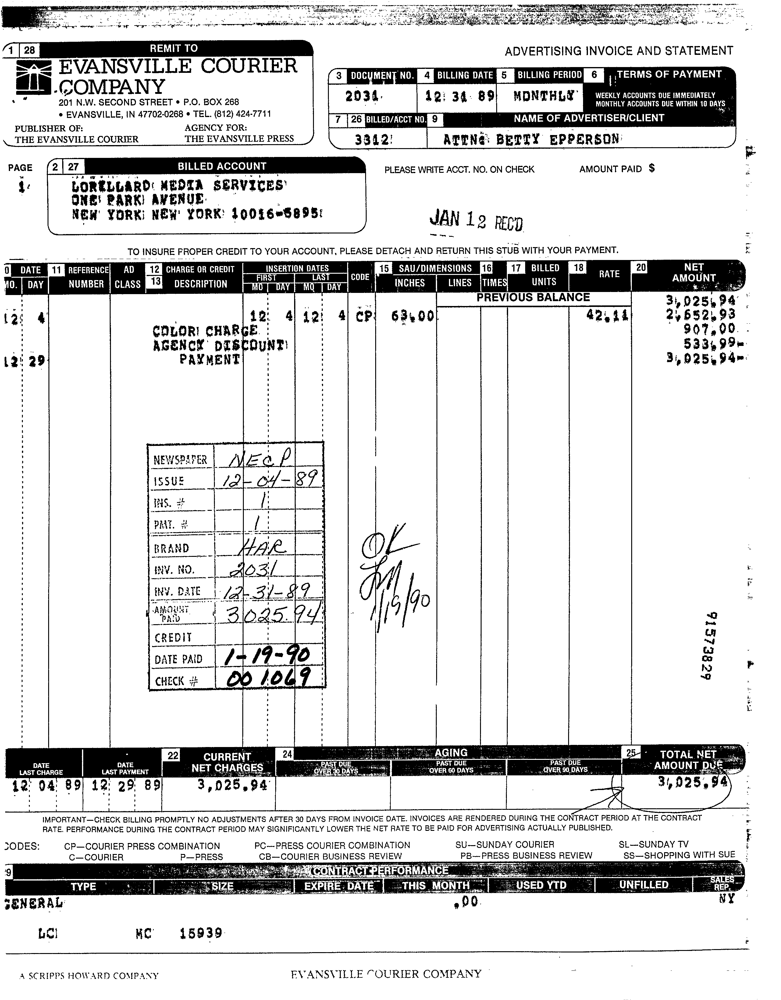 1 28 REMIT TO
EVANSVILLE COURIER
COMPANY
201 N.W. SECOND STREET • P.O. BOX 268
• EVANSVILLE, IN 47702-0268 • TEL. (812) 424-7711
PUBLISHER OF: AGENCY FOR:
THE EVANSVILLE COURIER THE EVANSVILLE PRESS
ADVERTISING INVOICE AND STATEMENT
3 DOCUMENT NO. 4 BILLING DATE 5 BILLING PERIOD 6 TERMS OF PAYMENT
2031 12 31 89 MONTHLY WEEKLY ACCOUNTS DUE IMMEDIATELY
MONTHLY ACCOUNTS DUE WITHIN 10 DAYS
7 26 BILLED/ACCT NO. 9 NAME OF ADVERTISER/CLIENT
3312 ATTN: BETTY EPPERSON
PAGE 2 27 BILLED ACCOUNT
1 LORILLARD MEDIA SERVICES
ONE PARK AVENUE
NEW YORK NEW YORK 10016-5895
PLEASE WRITE ACCT. NO. ON CHECK AMOUNT PAID $
JAN 12 REC'D
TO INSURE PROPER CREDIT TO YOUR ACCOUNT, PLEASE DETACH AND RETURN THIS STUB WITH YOUR PAYMENT.
0 DATE 11 REFERENCE AD 12 CHARGE OR CREDIT INSERTION DATES 15 SAU/DIMENSIONS 16 17 BILLED 18 RATE 20 NET
MO. DAY NUMBER CLASS 13 DESCRIPTION FIRST LAST CODE INCHES LINES TIMES UNITS AMOUNT
MO DAY MO DAY
PREVIOUS BALANCE 3,025.94
12 4 12 4 12 4 CP 63.00 42.11 2,652.93
COLOR CHARGE 907.00
AGENCY DISCOUNT 533.99-
12 29 PAYMENT 3,025.94-
NEWSPAPER NECP
ISSUE 12-04-89
INS. # 1
PMT. # 1
BRAND HAR
INV. NO. 2031
INV. DATE 12-31-89
AMOUNT PAID 3025.94
CREDIT
DATE PAID 1-19-90
CHECK # 001069
OK
1/19/90
91573829
DATE LAST CHARGE DATE LAST PAYMENT 22 CURRENT NET CHARGES 24 AGING 25 TOTAL NET AMOUNT DUE
PAST DUE OVER 30 DAYS PAST DUE OVER 60 DAYS PAST DUE OVER 90 DAYS
12 04 89 12 29 89 3,025.94 3,025.94
IMPORTANT—CHECK BILLING PROMPTLY NO ADJUSTMENTS AFTER 30 DAYS FROM INVOICE DATE. INVOICES ARE RENDERED DURING THE CONTRACT PERIOD AT THE CONTRACT
RATE. PERFORMANCE DURING THE CONTRACT PERIOD MAY SIGNIFICANTLY LOWER THE NET RATE TO BE PAID FOR ADVERTISING ACTUALLY PUBLISHED.
CODES: CP—COURIER PRESS COMBINATION PC—PRESS COURIER COMBINATION SU—SUNDAY COURIER SL—SUNDAY TV
C—COURIER P—PRESS CB—COURIER BUSINESS REVIEW PB—PRESS BUSINESS REVIEW SS—SHOPPING WITH SUE
9 CONTRACT PERFORMANCE
TYPE SIZE EXPIRE DATE THIS MONTH USED YTD UNFILLED SALES REP.
GENERAL .00 NY
LCI MC 15939
A SCRIPPS HOWARD COMPANY EVANSVILLE COURIER COMPANY